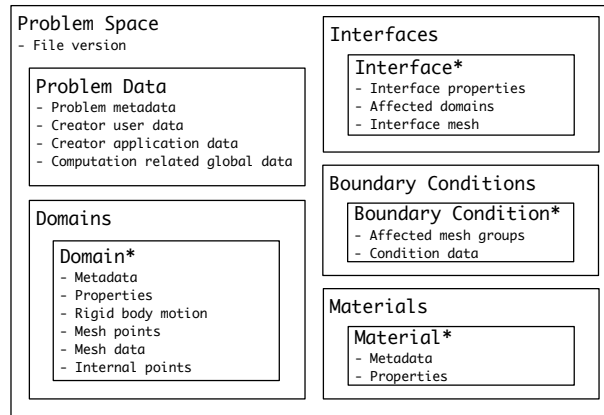 Problem Space
- File version
Problem Data
- Problem metadata
- Creator user data
- Creator application data
- Computation related global data
Domains
Domain*
- Metadata
- Properties
- Rigid body motion
- Mesh points
- Mesh data
- Internal points
Interfaces
Interface*
- Interface properties
- Affected domains
- Interface mesh
Boundary Conditions
Boundary Condition*
- Affected mesh groups
- Condition data
Materials
Material*
- Metadata
- Properties